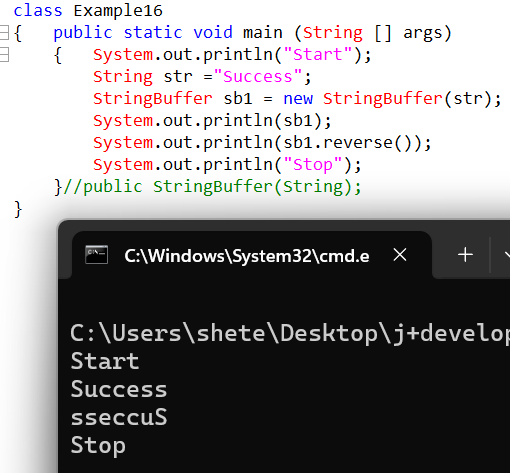 class Example16
{ public static void main (String [] args)
{ System.out.println("Start");
String str ="Success";
StringBuffer sb1 = new StringBuffer(str);
System.out.println(sb1);
System.out.println(sb1.reverse());
System.out.println("Stop");
}//public StringBuffer(String);
}
C:\Windows\System32\cmd.e
C:\Users\shete\Desktop\j+develop
Start
Success
sseccuS
Stop